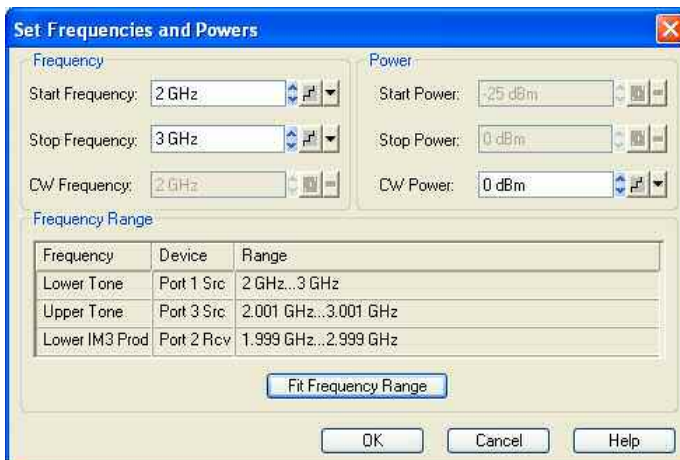 Set Frequencies and Powers
Frequency
Start Frequency: 2 GHz
Stop Frequency: 3 GHz
CW Frequency: 2 GHz
Power
Start Power: -25 dBm
Stop Power: 0 dBm
CW Power: 0 dBm
Frequency Range
Frequency Device Range
Lower Tone Port 1 Src 2 GHz...3 GHz
Upper Tone Port 3 Src 2.001 GHz...3.001 GHz
Lower IM3 Prod Port 2 Rcv 1.999 GHz...2.999 GHz
Fit Frequency Range
OK Cancel Help